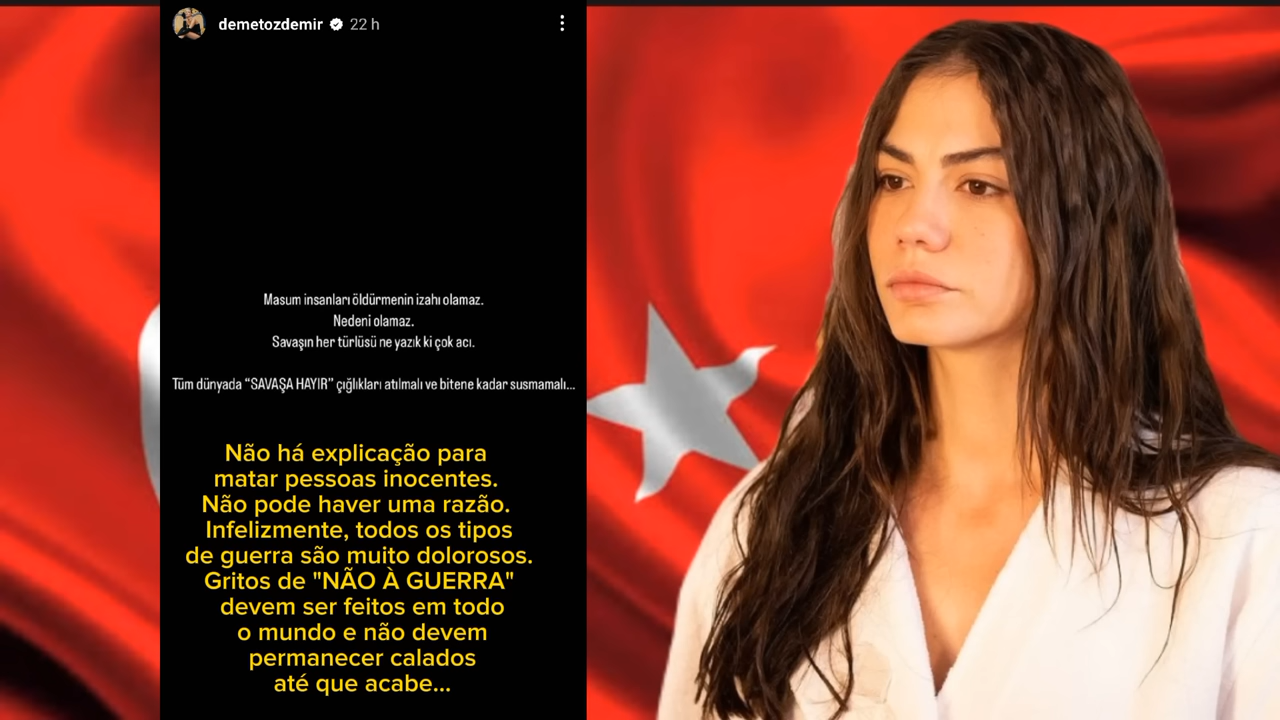 demetozdemir 22 h
Masum insanları öldürmenin izahı olamaz.
Nedeni olamaz.
Savaşın her türlüsü ne yazık ki çok acı.
Tüm dünyada “SAVAŞA HAYIR” çığlıkları atılmalı ve bitene kadar susmamalı...
Não há explicação para
matar pessoas inocentes.
Não pode haver uma razão.
Infelizmente, todos os tipos
de guerra são muito dolorosos.
Gritos de "NÃO À GUERRA"
devem ser feitos em todo
o mundo e não devem
permanecer calados
até que acabe...